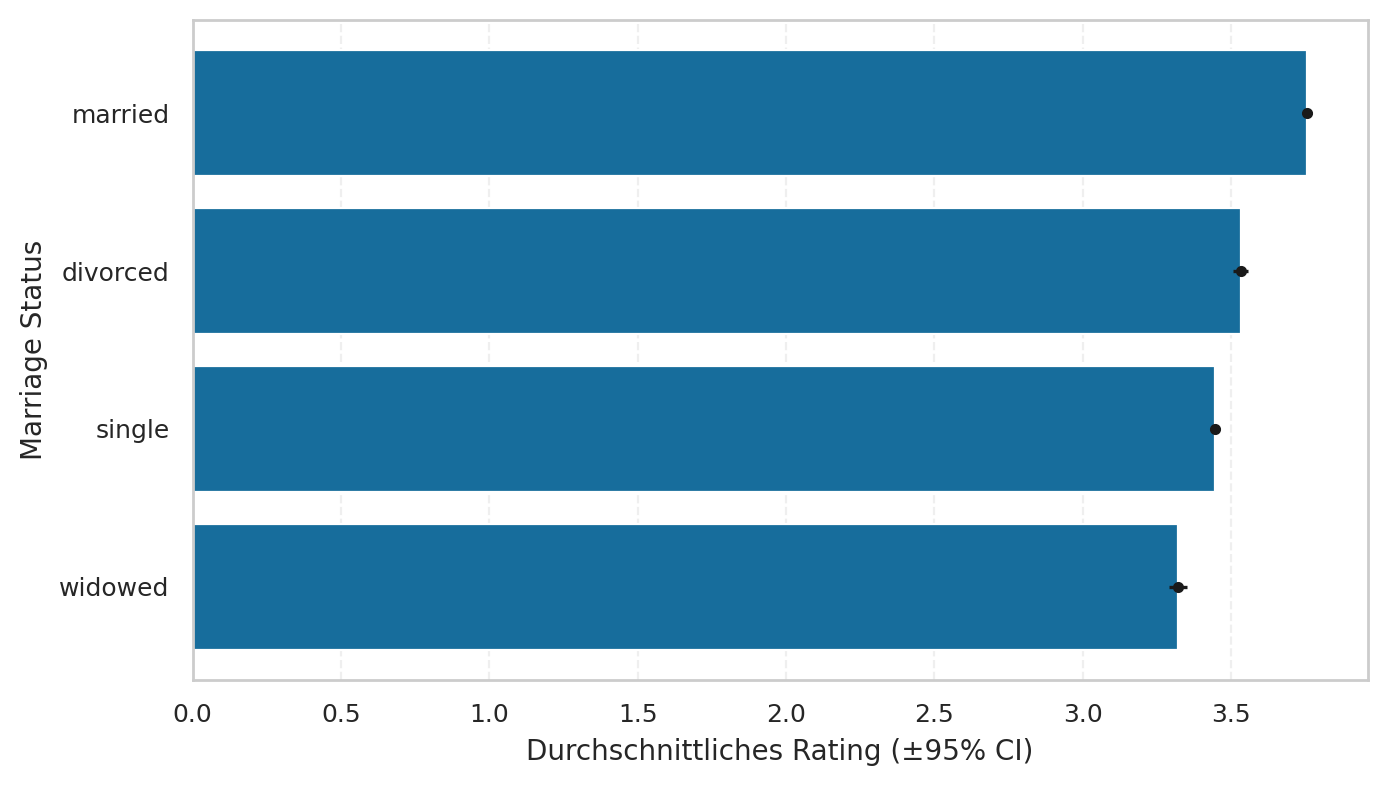 Marriage Status
married
divorced
single
widowed
0.0 0.5 1.0 1.5 2.0 2.5 3.0 3.5
Durchschnittliches Rating (±95% CI)